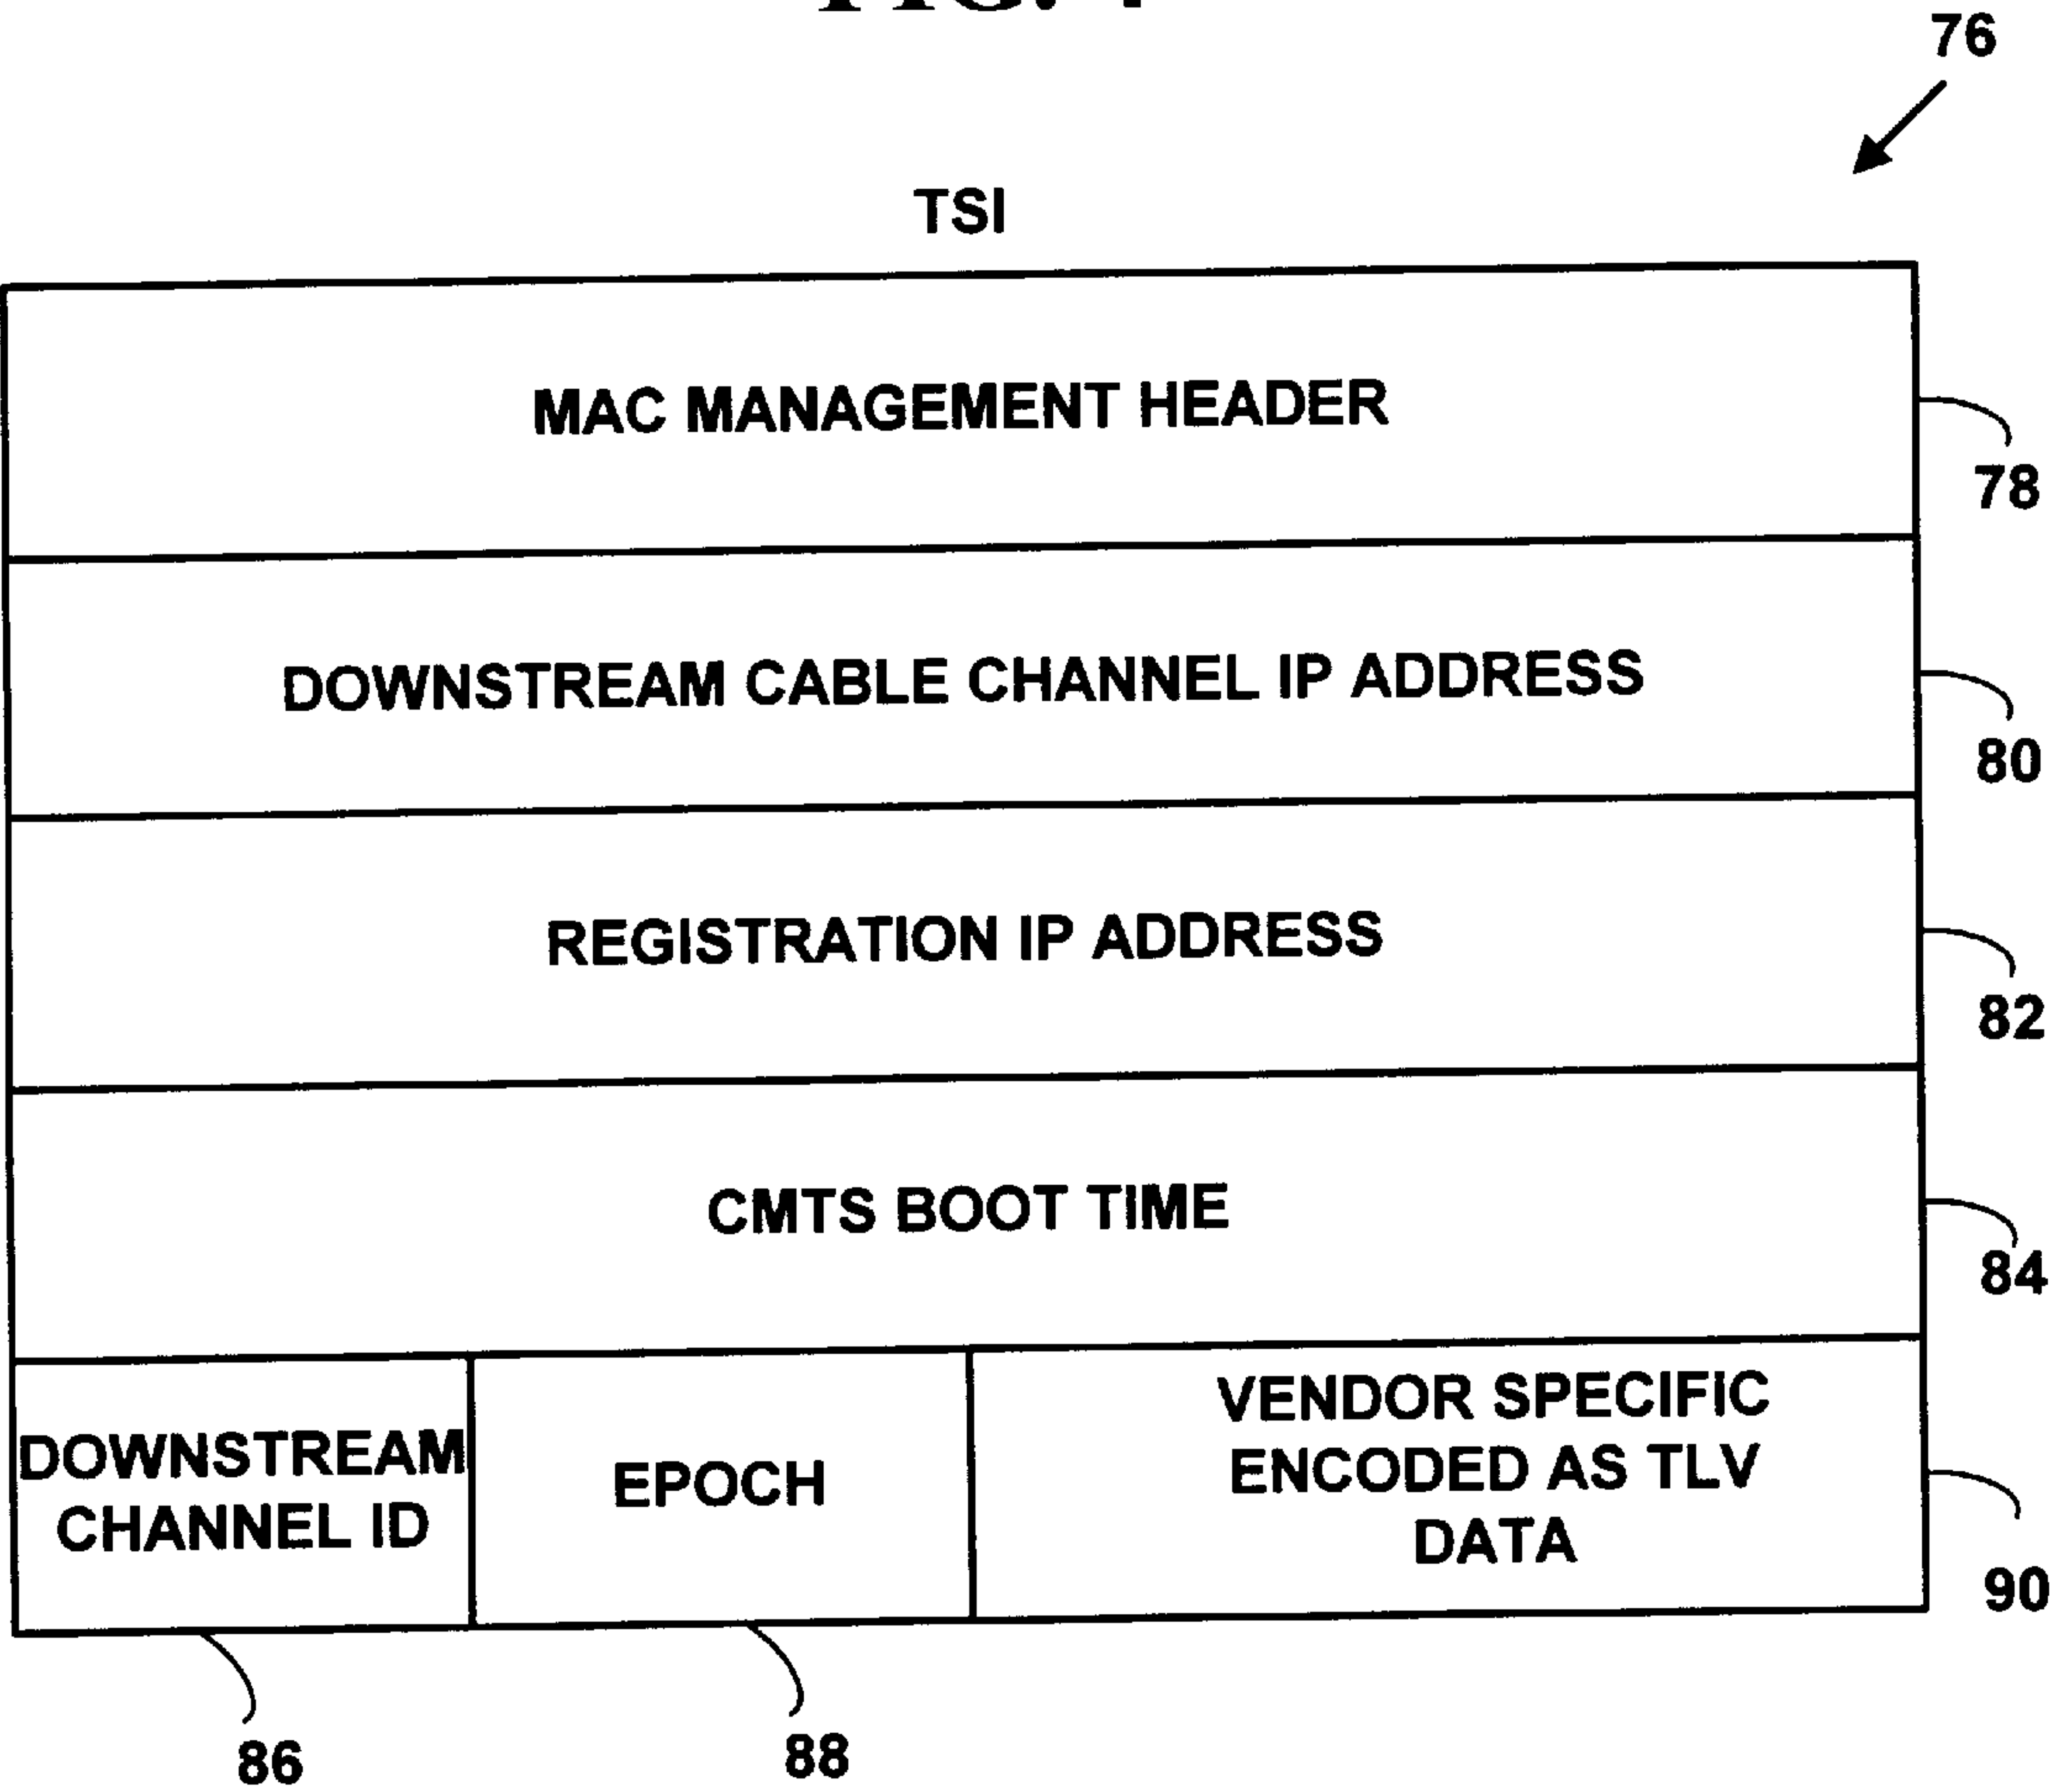 76
TSI
MAC MANAGEMENT HEADER
78
DOWNSTREAM CABLE CHANNEL IP ADDRESS
80
REGISTRATION IP ADDRESS
82
CMTS BOOT TIME
84
DOWNSTREAM
CHANNEL ID
EPOCH
VENDOR SPECIFIC
ENCODED AS TLV
DATA
90
86
88